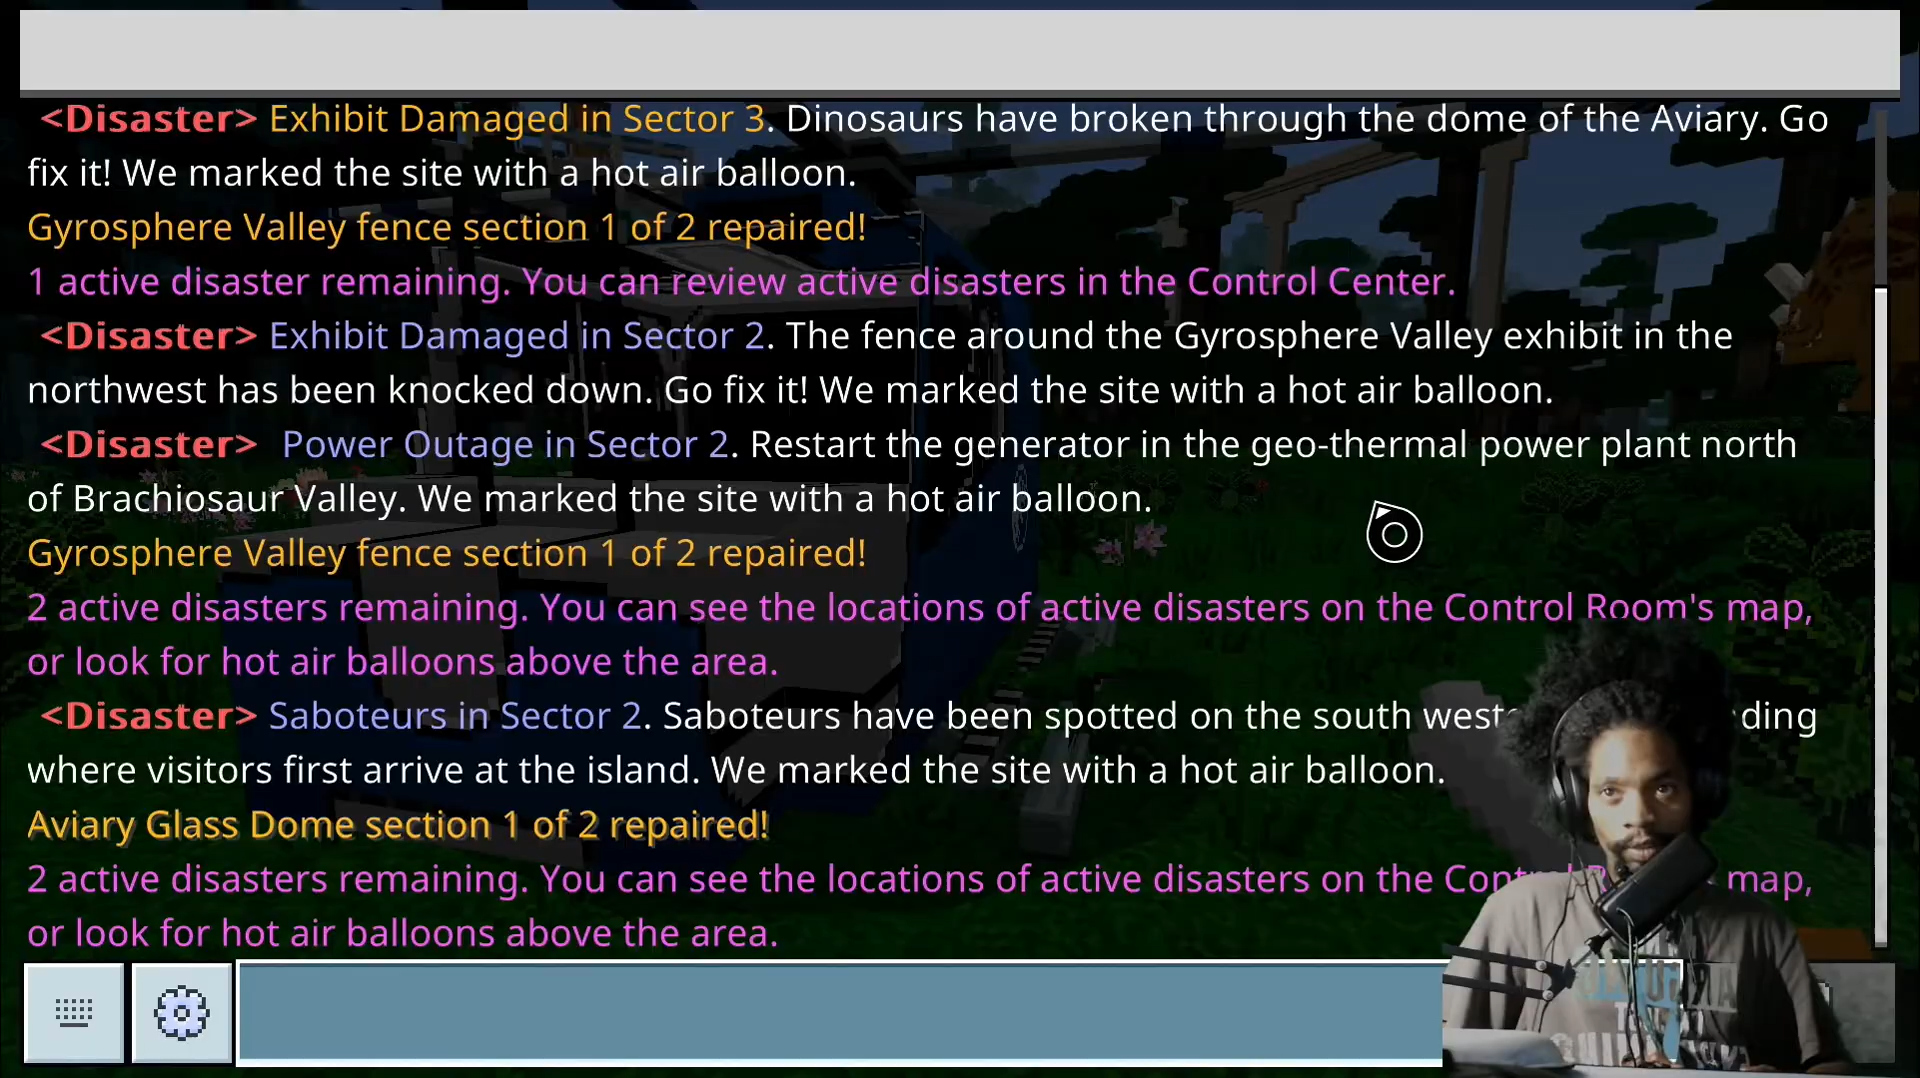 <Disaster> Exhibit Damaged in Sector 3. Dinosaurs have broken through the dome of the Aviary. Go
fix it! We marked the site with a hot air balloon.
Gyrosphere Valley fence section 1 of 2 repaired!
1 active disaster remaining. You can review active disasters in the Control Center.
<Disaster> Exhibit Damaged in Sector 2. The fence around the Gyrosphere Valley exhibit in the
northwest has been knocked down. Go fix it! We marked the site with a hot air balloon.
<Disaster> Power Outage in Sector 2. Restart the generator in the geo-thermal power plant north
of Brachiosaur Valley. We marked the site with a hot air balloon.
Gyrosphere Valley fence section 1 of 2 repaired!
2 active disasters remaining. You can see the locations of active disasters on the Control Room's map,
or look for hot air balloons above the area.
<Disaster> Saboteurs in Sector 2. Saboteurs have been spotted on the south
where visitors first arrive at the island. We marked the site with a hot air balloon.
Aviary Glass Dome section 1 of 2 repaired!
2 active disasters remaining. You can see the locations of active disasters on the map,
or look for hot air balloons above the area.